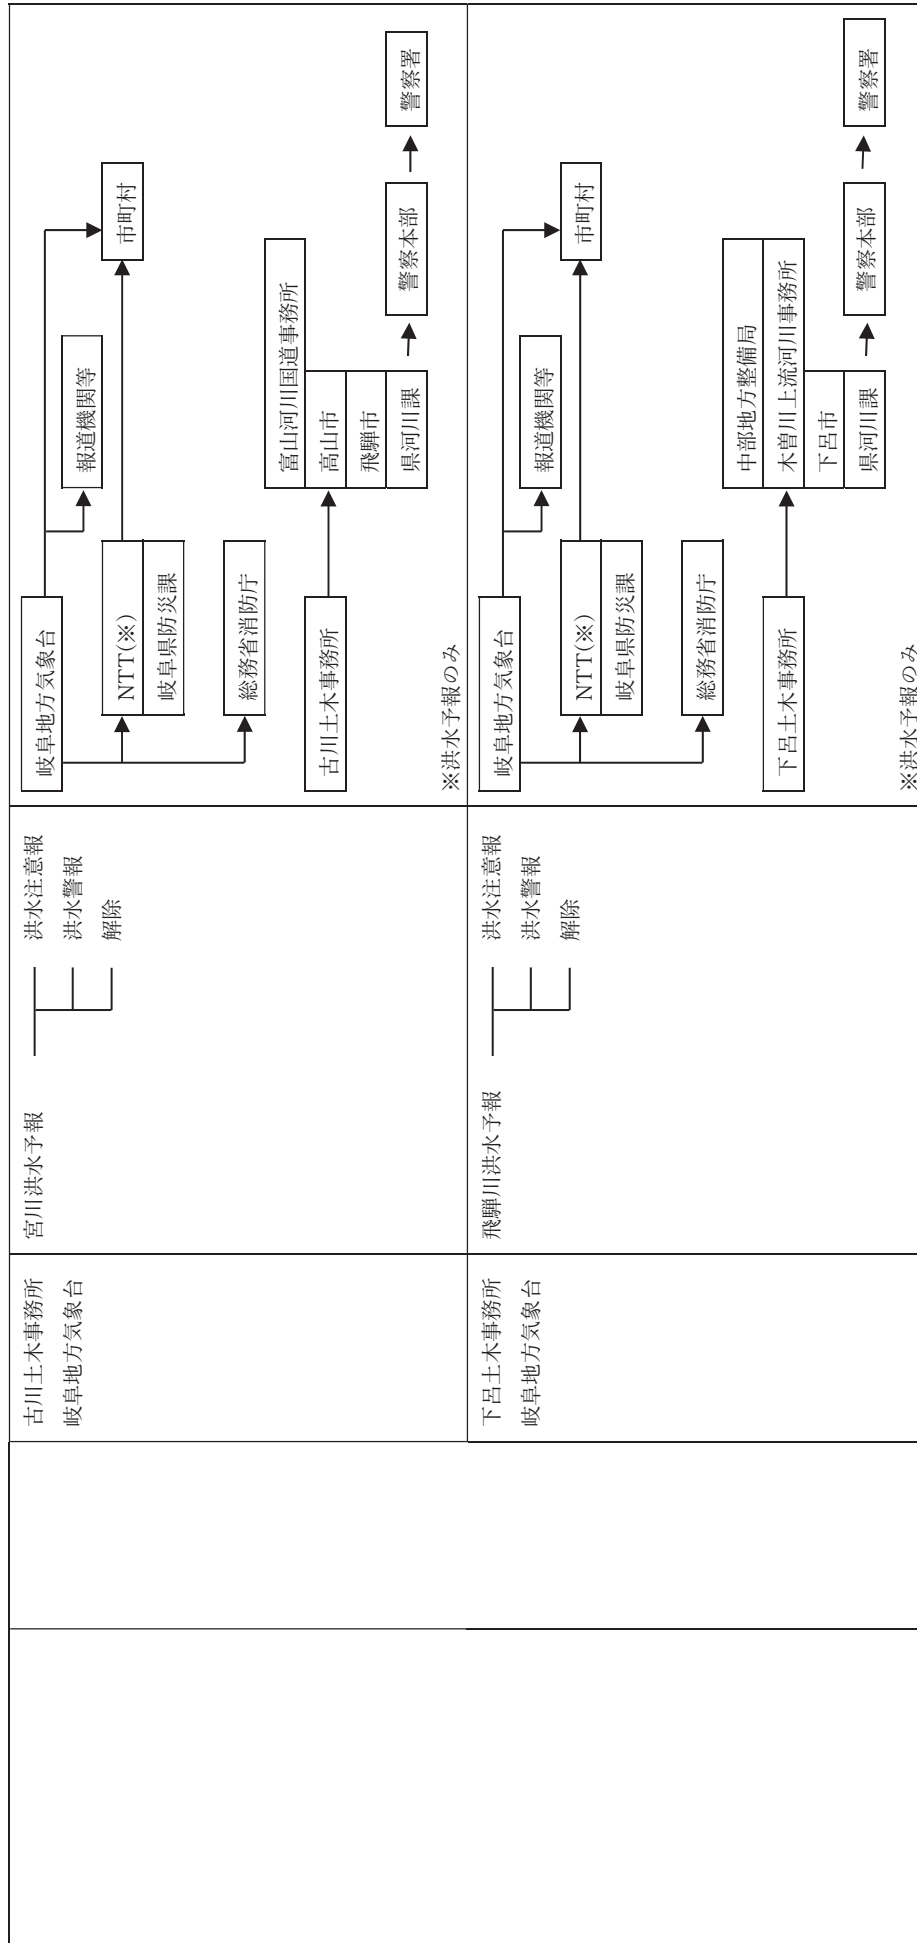 古川土木事務所
岐阜地方気象台
宮川洪水予報
洪水注意報
洪水警報
解除
岐阜地方気象台
報道機関等
市町村
NTT(※)
岐阜県防災課
総務省消防庁
古川土木事務所
富山河川国道事務所
高山市
飛騨市
県河川課
警察本部
警察署
※洪水予報のみ
下呂土木事務所
岐阜地方気象台
飛騨川洪水予報
洪水注意報
洪水警報
解除
岐阜地方気象台
報道機関等
市町村
NTT(※)
岐阜県防災課
総務省消防庁
下呂土木事務所
中部地方整備局
木曽川上流河川事務所
下呂市
県河川課
警察本部
警察署
※洪水予報のみ